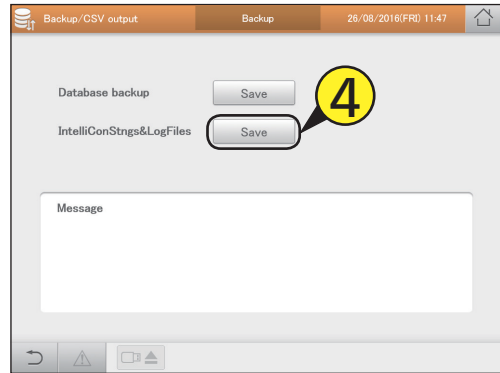 Backup/CSV output Backup 26/08/2016(FRI) 11:47
Database backup Save
4
IntelliConStngs&LogFiles Save
Message